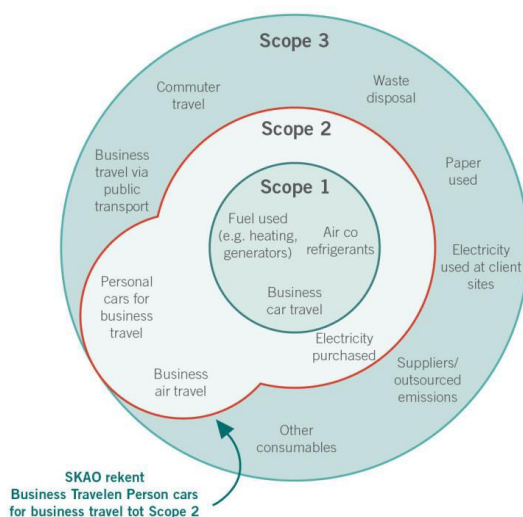 Scope 3
Commuter
travel
Waste
disposal
Scope 2
Business
travel via
public
transport
Paper
used
Scope 1
Fuel used
(e.g. heating,
generators)
Air co
refrigerants
Electricity
used at client
sites
Personal
cars for
business
travel
Business
car travel
Electricity
purchased
Business
air travel
Suppliers/
outsourced
emissions
Other
consumables
SKAO rekent
Business Travelen Person cars
for business travel tot Scope 2